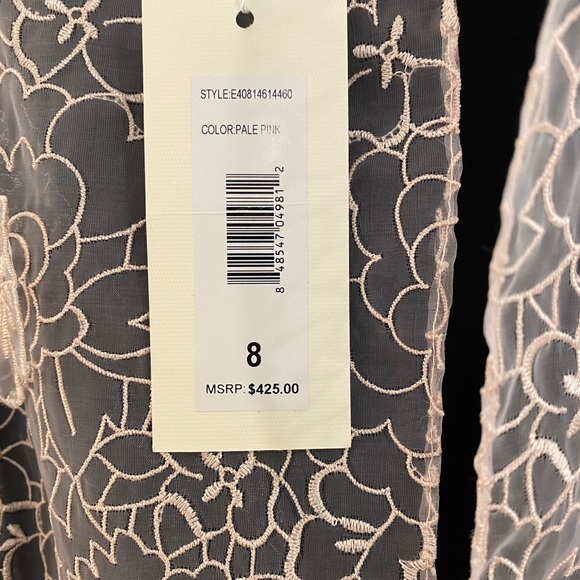 STYLE:E40814614460
COLOR:PALE PINK
8 48547 04981 2
8
MSRP: $425.00